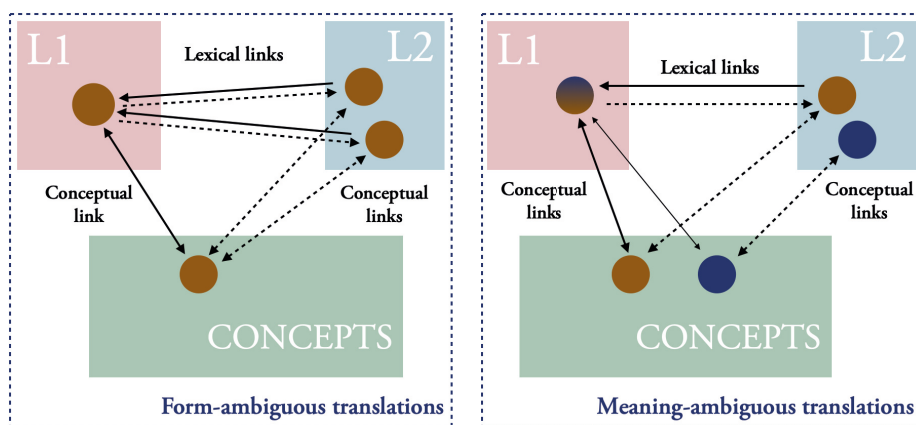 L1
Lexical links
L2
Conceptual
link
Conceptual
links
CONCEPTS
Form-ambiguous translations
L1
Lexical links
L2
Conceptual
links
Conceptual
links
CONCEPTS
Meaning-ambiguous translations